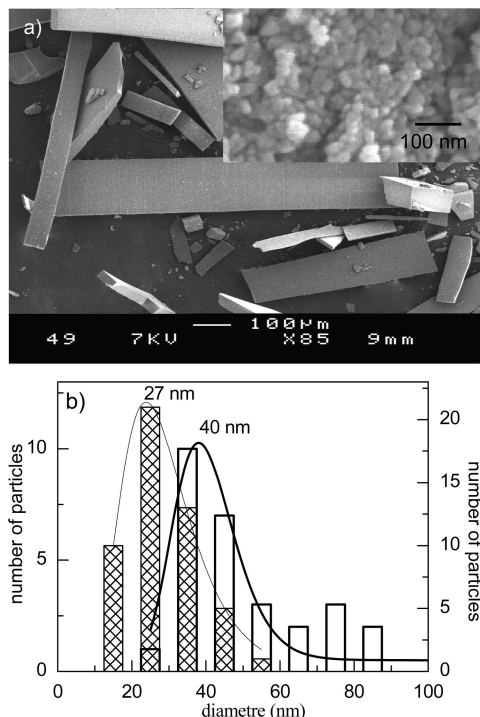 a)
100 nm
100µm
49 7KV X85 9mm
b)
27 nm
40 nm
number of particles
10
5
0
20
15
10
5
0
number of particles
0 20 40 60 80 100
diametre (nm)